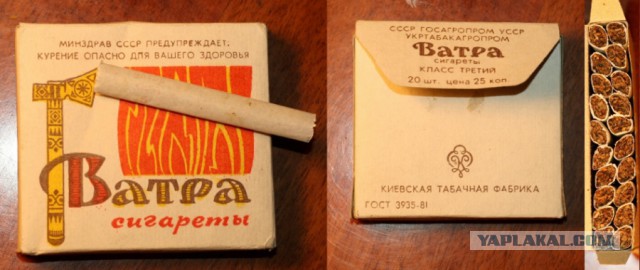 МИНЗДРАВ СССР ПРЕДУПРЕЖДАЕТ:
КУРЕНИЕ ОПАСНО ДЛЯ ВАШЕГО ЗДОРОВЬЯ
Ватра
сигареты
СССР ГОСАГРОПРОМ УССР
УКРТАБАКАГРОПРОМ
Ватра
сигареты
КЛАСС ТРЕТИЙ
20 шт. цена 25 коп.
КИЕВСКАЯ ТАБАЧНАЯ ФАБРИКА
ГОСТ 3935-81
YAPLAKAL.COM